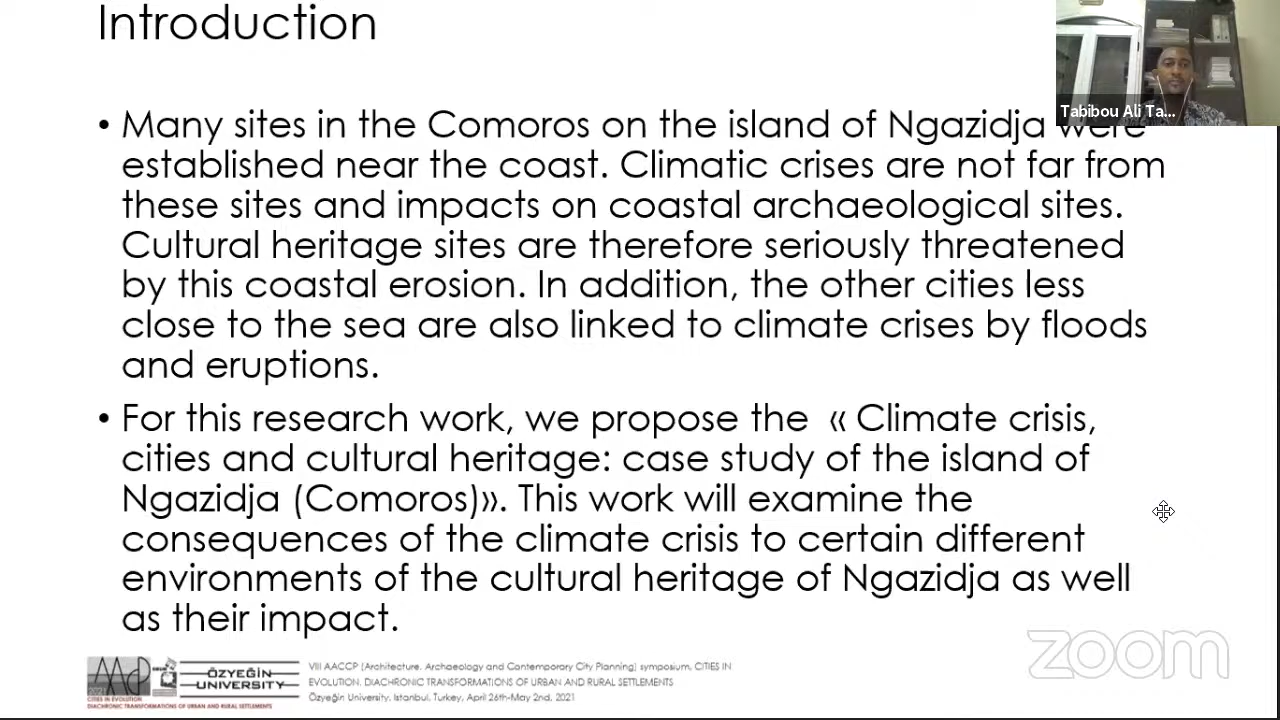 Introduction
Tabibou Ali Ta...
• Many sites in the Comoros on the island of Ngazidja were
established near the coast. Climatic crises are not far from
these sites and impacts on coastal archaeological sites.
Cultural heritage sites are therefore seriously threatened
by this coastal erosion. In addition, the other cities less
close to the sea are also linked to climate crises by floods
and eruptions.
• For this research work, we propose the « Climate crisis,
cities and cultural heritage: case study of the island of
Ngazidja (Comoros)». This work will examine the
consequences of the climate crisis to certain different
environments of the cultural heritage of Ngazidja as well
as their impact.
zoom
AACCP
CITIES IN EVOLUTION
DIACHRONIC TRANSFORMATIONS OF URBAN AND RURAL SETTLEMENTS
ÖZYEĞİN
UNIVERSITY
VIII AACCP (Architecture, Archaeology and Contemporary City Planning) symposium, CITIES IN
EVOLUTION. DIACHRONIC TRANSFORMATIONS OF URBAN AND RURAL SETTLEMENTS
Özyeğin University, Istanbul, Turkey, April 26th-May 2nd, 2021